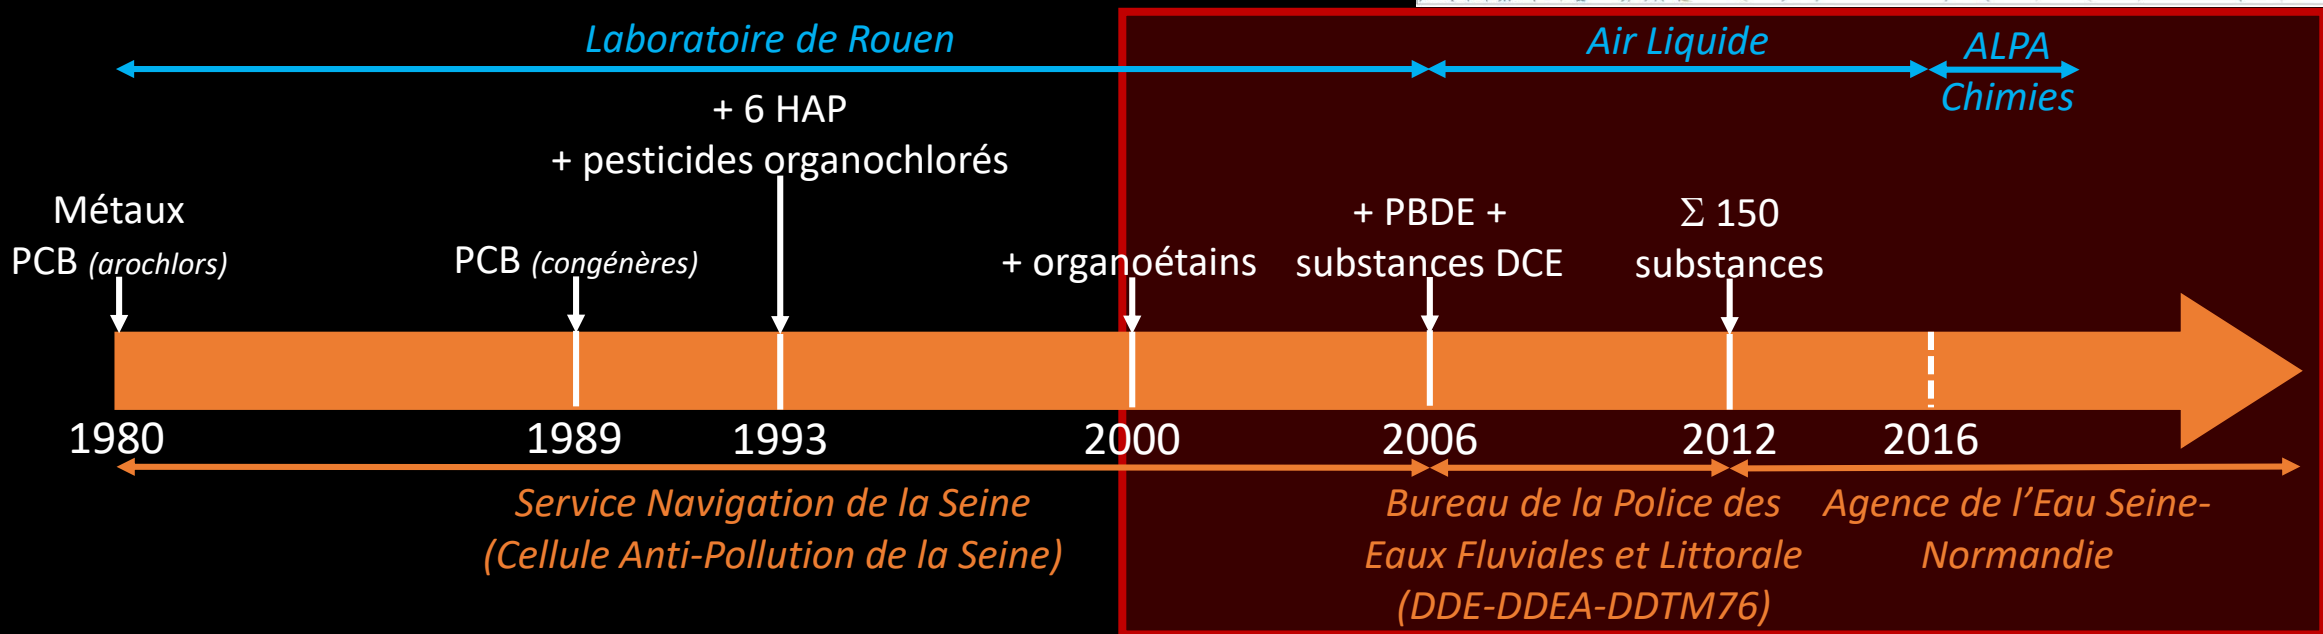 Laboratoire de Rouen
Air Liquide
ALPA
Chimies
+ 6 HAP
+ pesticides organochlorés
Métaux
PCB (arochlors)
PCB (congénères)
+ organoétains
+ PBDE +
substances DCE
Σ 150
substances
1980
1989
1993
2000
2006
2012
2016
Service Navigation de la Seine
(Cellule Anti-Pollution de la Seine)
Bureau de la Police des
Eaux Fluviales et Littorale
(DDE-DDEA-DDTM76)
Agence de l'Eau Seine-
Normandie